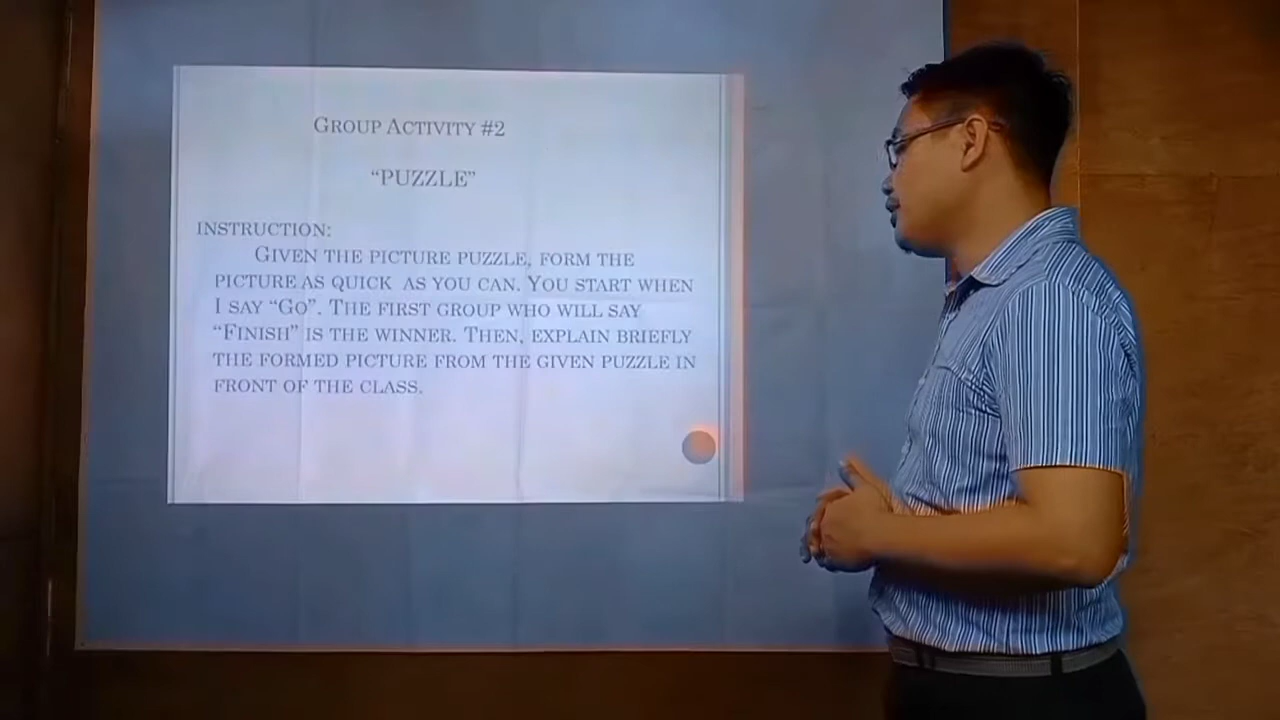 GROUP ACTIVITY #2
“PUZZLE”
INSTRUCTION:
GIVEN THE PICTURE PUZZLE, FORM THE
PICTURE AS QUICK AS YOU CAN. YOU START WHEN
I SAY “GO”. THE FIRST GROUP WHO WILL SAY
“FINISH” IS THE WINNER. THEN, EXPLAIN BRIEFLY
THE FORMED PICTURE FROM THE GIVEN PUZZLE IN
FRONT OF THE CLASS.